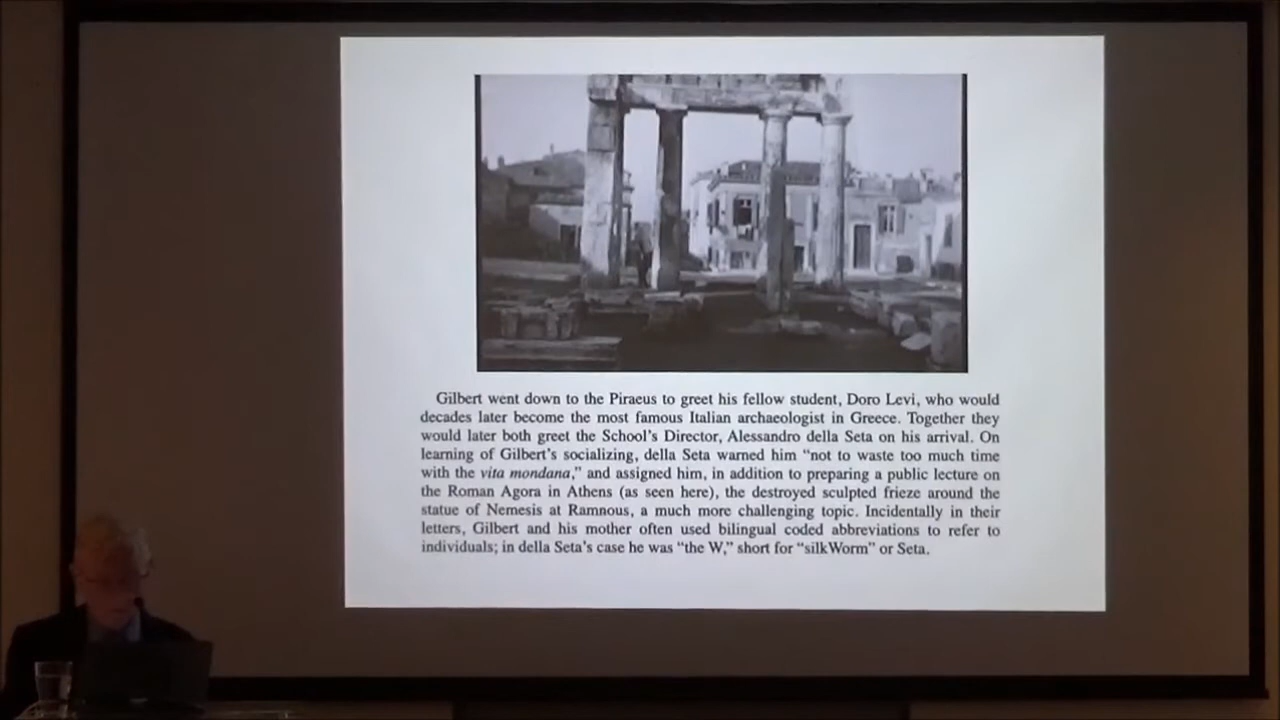 Gilbert went down to the Piraeus to greet his fellow student, Doro Levi, who would
decades later become the most famous Italian archaeologist in Greece. Together they
would later both greet the School's Director, Alessandro della Seta on his arrival. On
learning of Gilbert's socializing, della Seta warned him “not to waste too much time
with the vita mondana,” and assigned him, in addition to preparing a public lecture on
the Roman Agora in Athens (as seen here), the destroyed sculpted frieze around the
statue of Nemesis at Ramnous, a much more challenging topic. Incidentally in their
letters, Gilbert and his mother often used bilingual coded abbreviations to refer to
individuals; in della Seta's case he was “the W,” short for “silkWorm” or Seta.